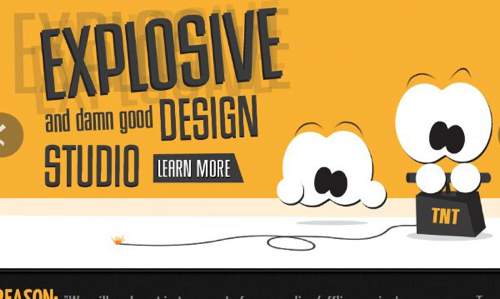 EXPLOSIVE
and damn good DESIGN
STUDIO LEARN MORE
TNT
REASON: